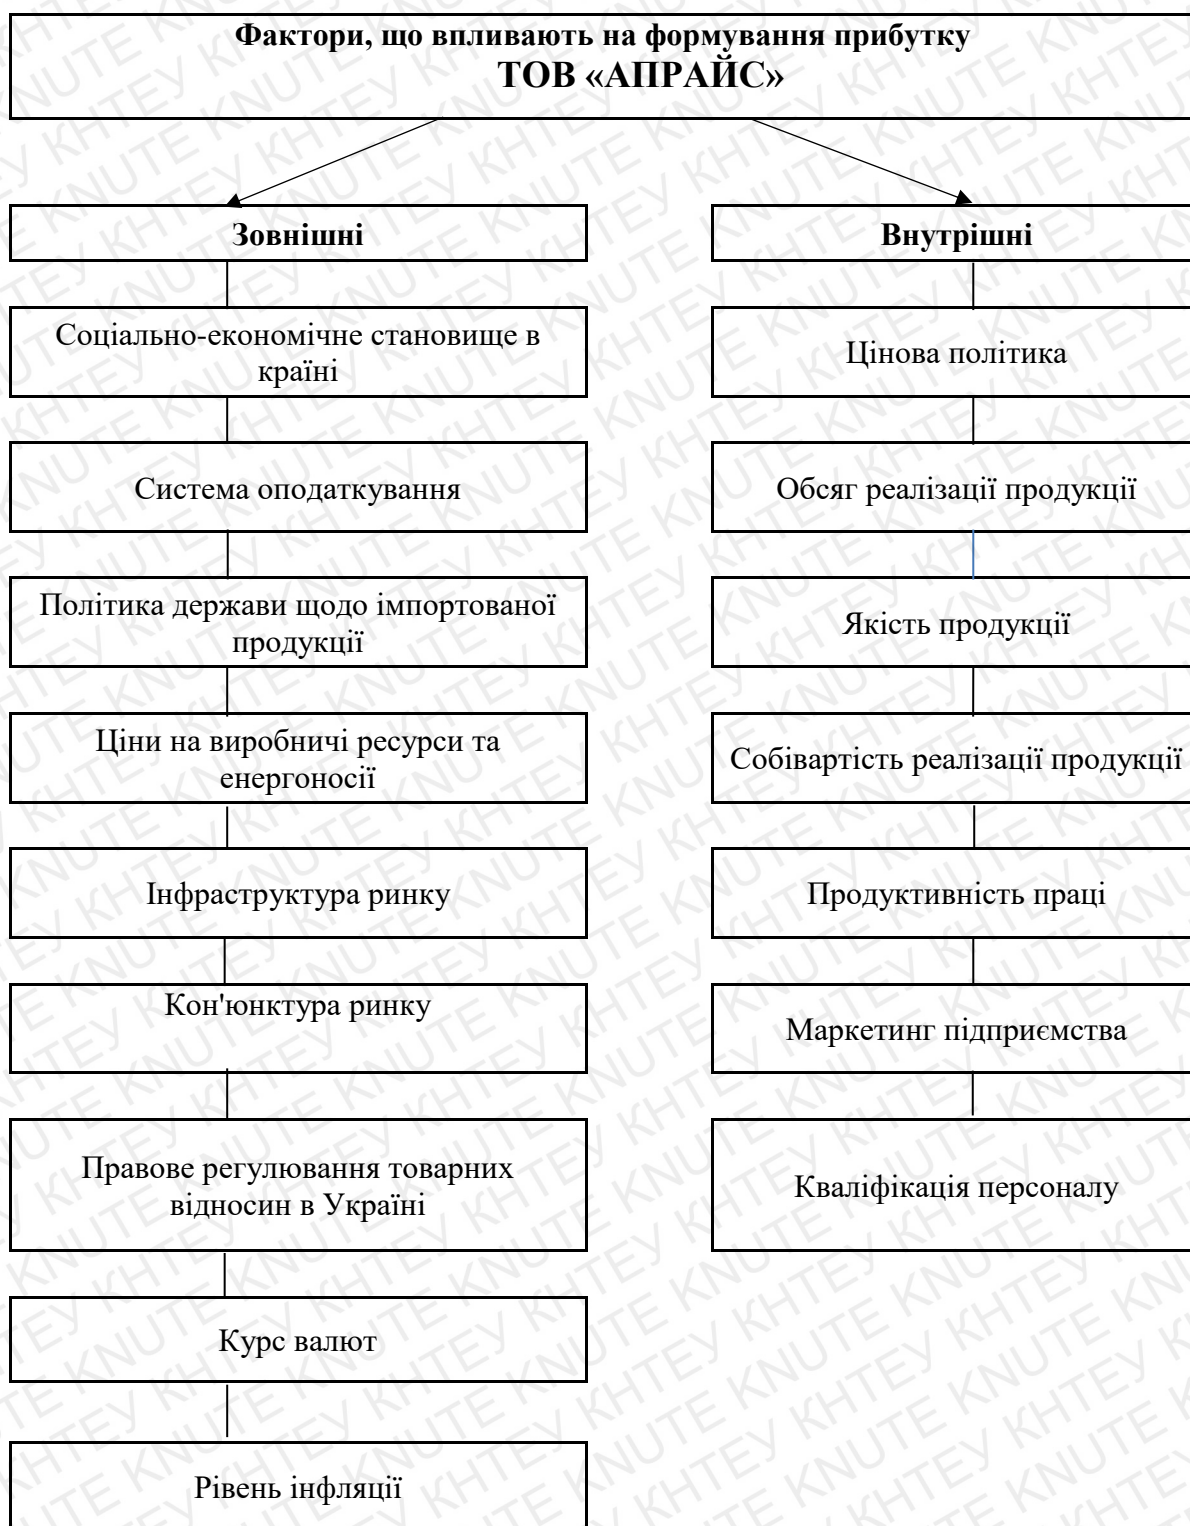 Фактори, що впливають на формування прибутку
ТОВ «АПРАЙС»
Зовнішні
Соціально-економічне становище в
країні
Система оподаткування
Політика держави щодо імпортованої
продукції
Ціни на виробничі ресурси та
енергоносії
Інфраструктура ринку
Кон'юнктура ринку
Правове регулювання товарних
відносин в Україні
Курс валют
Рівень інфляції
Внутрішні
Цінова політика
Обсяг реалізації продукції
Якість продукції
Собівартість реалізації продукції
Продуктивність праці
Маркетинг підприємства
Кваліфікація персоналу